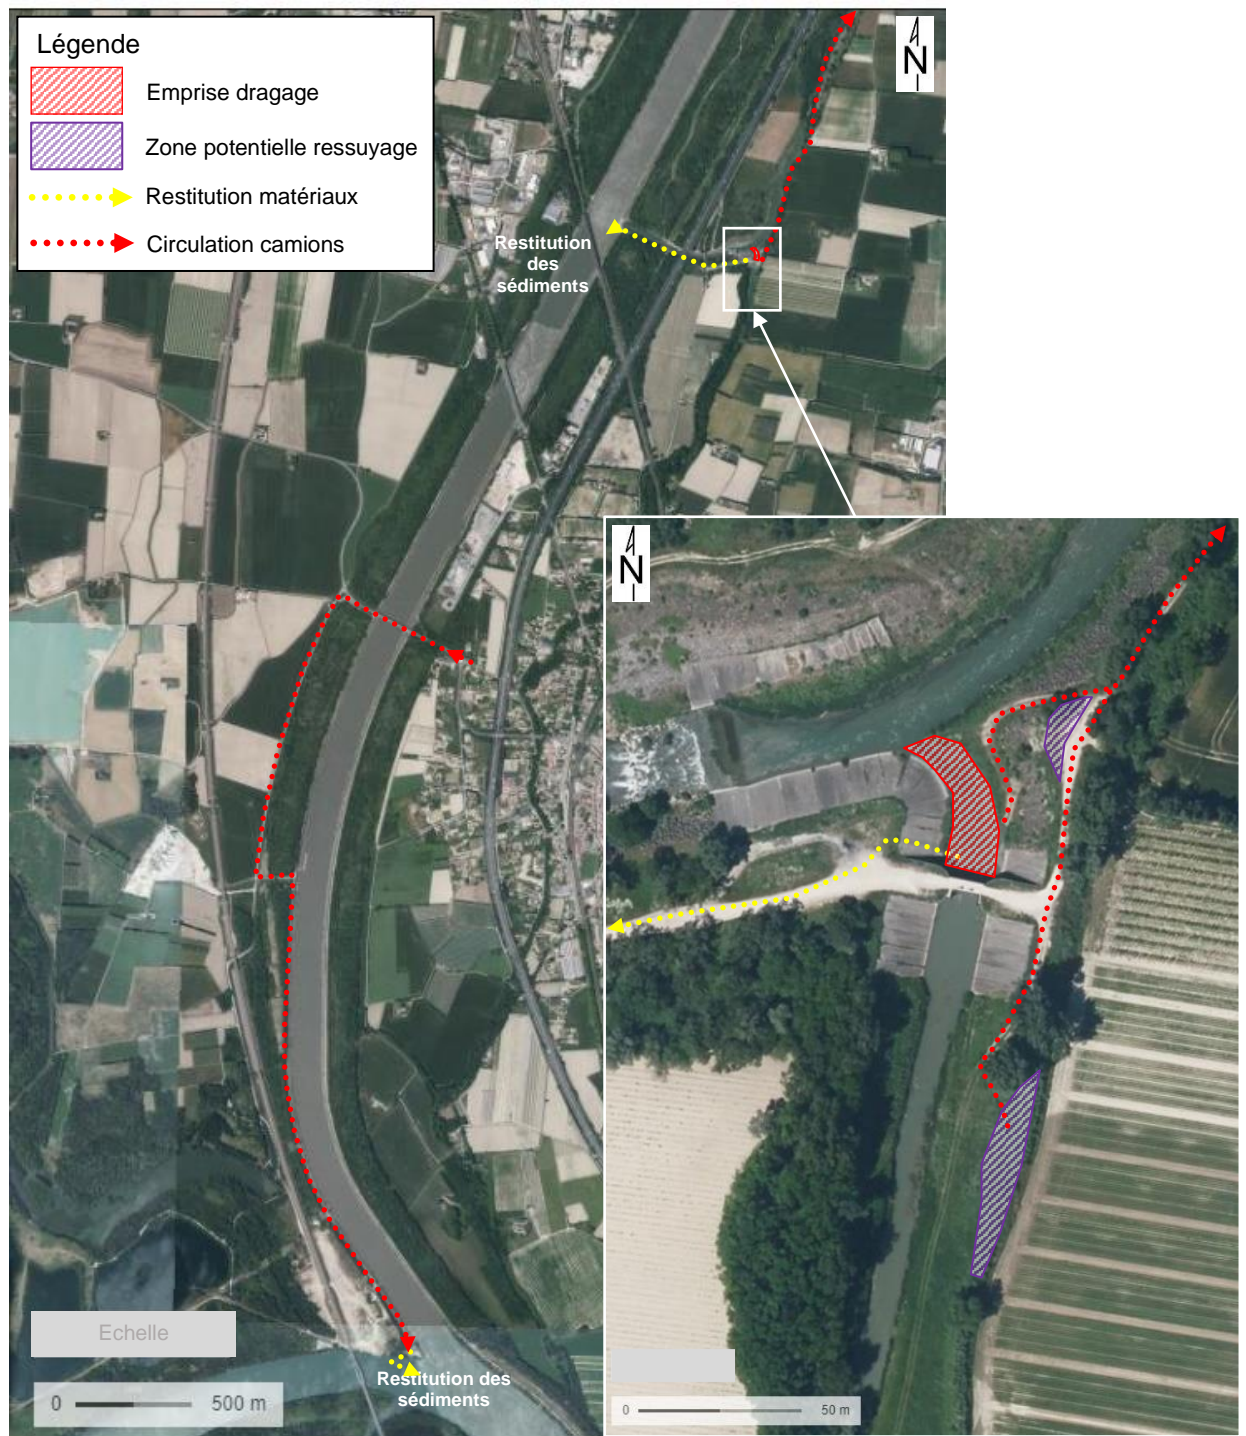 Légende
Emprise dragage
Zone potentielle ressuyage
Restitution matériaux
Circulation camions
N
Restitution
des
sédiments
N
Echelle
0 500 m
Restitution des
sédiments
0 50 m